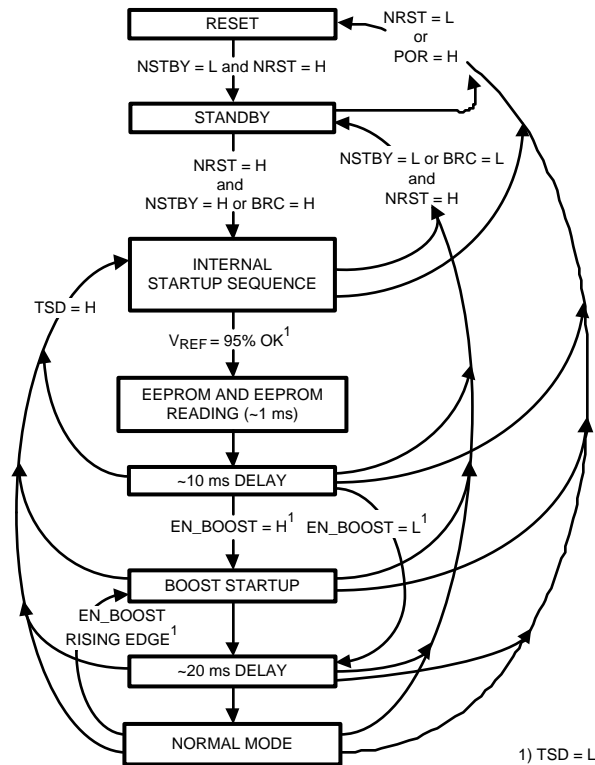 RESET
NRST = L
or
POR = H
NSTBY = L and NRST = H
STANDBY
NRST = H
and
NSTBY = H or BRC = H
NSTBY = L or BRC = L
and
NRST = H
INTERNAL
STARTUP SEQUENCE
TSD = H
VREF = 95% OK1
EEPROM AND EEPROM
READING (~1 ms)
~10 ms DELAY
EN_BOOST = H1
EN_BOOST = L1
BOOST STARTUP
EN_BOOST
RISING EDGE1
~20 ms DELAY
NORMAL MODE
1) TSD = L